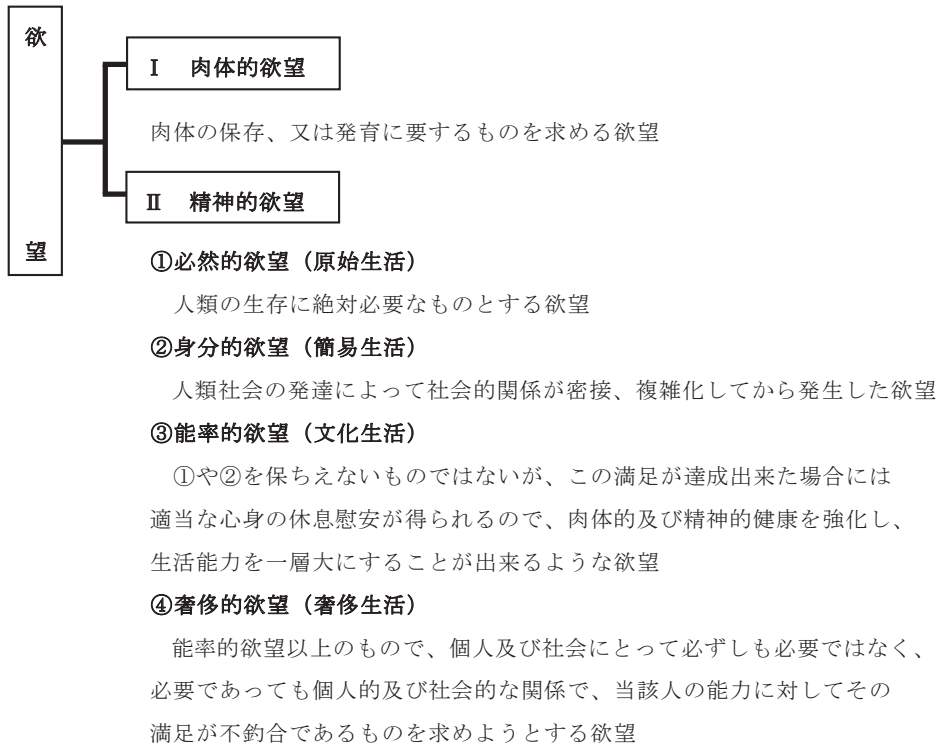 欲望
Ⅰ 肉体的欲望
肉体の保存、又は発育に要するものを求める欲望
Ⅱ 精神的欲望
①必然的欲望（原始生活）
人類の生存に絶対必要なものとする欲望
②身分的欲望（簡易生活）
人類社会の発達によって社会的関係が密接、複雑化してから発生した欲望
③能率的欲望（文化生活）
①や②を保ちえないものではないが、この満足が達成出来た場合には
適当な心身の休息慰安が得られるので、肉体的及び精神的健康を強化し、
生活能力を一層大にすることが出来るような欲望
④奢侈的欲望（奢侈生活）
能率的欲望以上のもので、個人及び社会にとって必ずしも必要ではなく、
必要であっても個人的及び社会的な関係で、当該人の能力に対してその
満足が不釣合であるものを求めようとする欲望